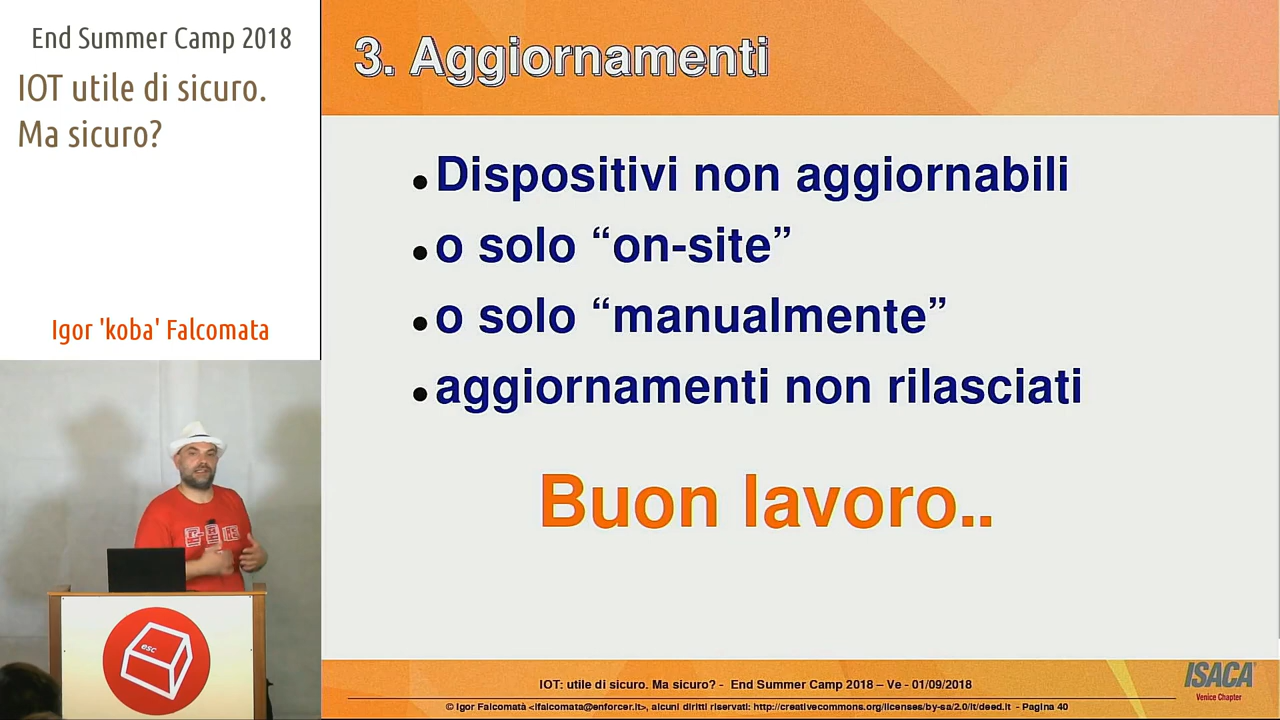 End Summer Camp 2018
IOT utile di sicuro.
Ma sicuro?
Igor 'koba' Falcomata
3. Aggiornamenti
Dispositivi non aggiornabili
o solo “on-site”
o solo “manualmente”
aggiornamenti non rilasciati
Buon lavoro..
esc
IOT: utile di sicuro. Ma sicuro? - End Summer Camp 2018 – Ve - 01/09/2018
© Igor Falcomatà <ifalcomata@enforcer.it>, alcuni diritti riservati: http://creativecommons.org/licenses/by-sa/2.0/it/deed.it - Pagina 40
ISACA
Venice Chapter